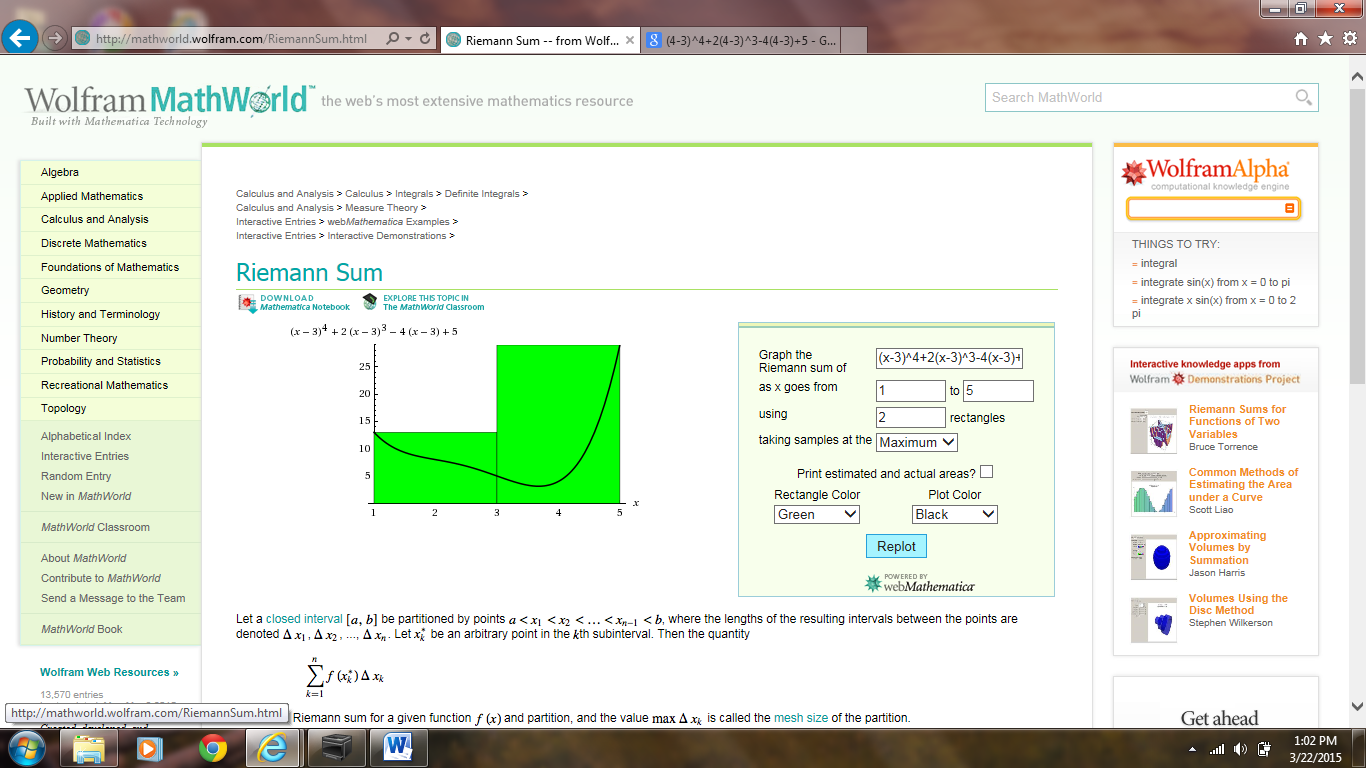 http://mathworld.wolfram.com/RiemannSum.html
Riemann Sum -- from Wolf...
(4-3)^4+2(4-3)^3-4(4-3)+5 - G...
Wolfram MathWorld™ the web's most extensive mathematics resource
Built with Mathematica Technology
Search MathWorld
Algebra
Applied Mathematics
Calculus and Analysis
Discrete Mathematics
Foundations of Mathematics
Geometry
History and Terminology
Number Theory
Probability and Statistics
Recreational Mathematics
Topology
Alphabetical Index
Interactive Entries
Random Entry
New in MathWorld
MathWorld Classroom
About MathWorld
Contribute to MathWorld
Send a Message to the Team
MathWorld Book
Wolfram Web Resources »
13,570 entries
http://mathworld.wolfram.com/RiemannSum.html
Calculus and Analysis > Calculus > Integrals > Definite Integrals >
Calculus and Analysis > Measure Theory >
Interactive Entries > webMathematica Examples >
Interactive Entries > Interactive Demonstrations >
Riemann Sum
DOWNLOAD
Mathematica Notebook
EXPLORE THIS TOPIC IN
The MathWorld Classroom
(x − 3)⁴ + 2 (x − 3)³ − 4 (x − 3) + 5
25
20
15
10
5
1 2 3 4 5 x
Graph the
Riemann sum of (x-3)^4+2(x-3)^3-4(x-3)+
as x goes from 1 to 5
using 2 rectangles
taking samples at the Maximum
Print estimated and actual areas?
Rectangle Color Plot Color
Green Black
Replot
POWERED BY
webMathematica
Let a closed interval [a, b] be partitioned by points a < x₁ < x₂ < … < xₙ₋₁ < b, where the lengths of the resulting intervals between the points are
denoted Δ x₁, Δ x₂, ..., Δ xₙ. Let xₖ* be an arbitrary point in the kth subinterval. Then the quantity
n
∑ f (xₖ*) Δ xₖ
k=1
Riemann sum for a given function f (x) and partition, and the value max Δ xₖ is called the mesh size of the partition.
WolframAlpha
computational knowledge engine
THINGS TO TRY:
= integral
= integrate sin(x) from x = 0 to pi
= integrate x sin(x) from x = 0 to 2
pi
Interactive knowledge apps from
Wolfram Demonstrations Project
Riemann Sums for
Functions of Two
Variables
Bruce Torrence
Common Methods of
Estimating the Area
under a Curve
Scott Liao
Approximating
Volumes by
Summation
Jason Harris
Volumes Using the
Disc Method
Stephen Wilkerson
Get ahead
1:02 PM
3/22/2015